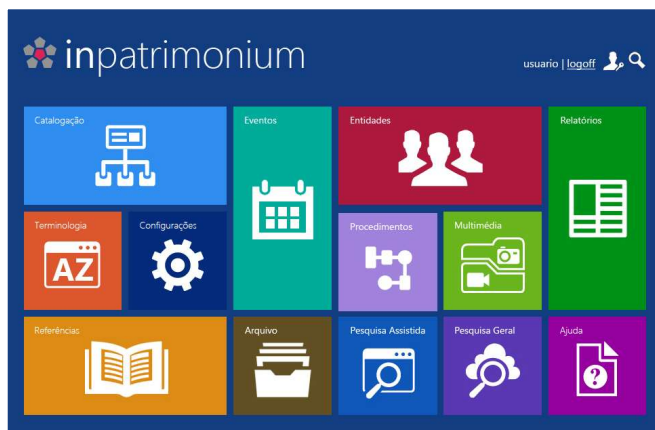 inpatrimonium
usuario | logoff
Catalogação
Eventos
Entidades
Relatórios
Terminologia
Configurações
Procedimentos
Multimédia
AZ
Referências
Arquivo
Pesquisa Assistida
Pesquisa Geral
Ajuda
?